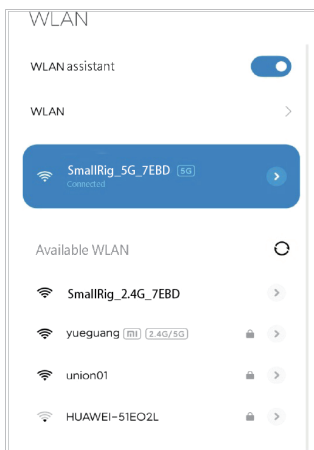 WLAN
WLAN assistant
WLAN
SmallRig_5G_7EBD 5G
Connected
Available WLAN
SmallRig_2.4G_7EBD
yueguang mi 2.4G/5G
union01
HUAWEI-51EO2L